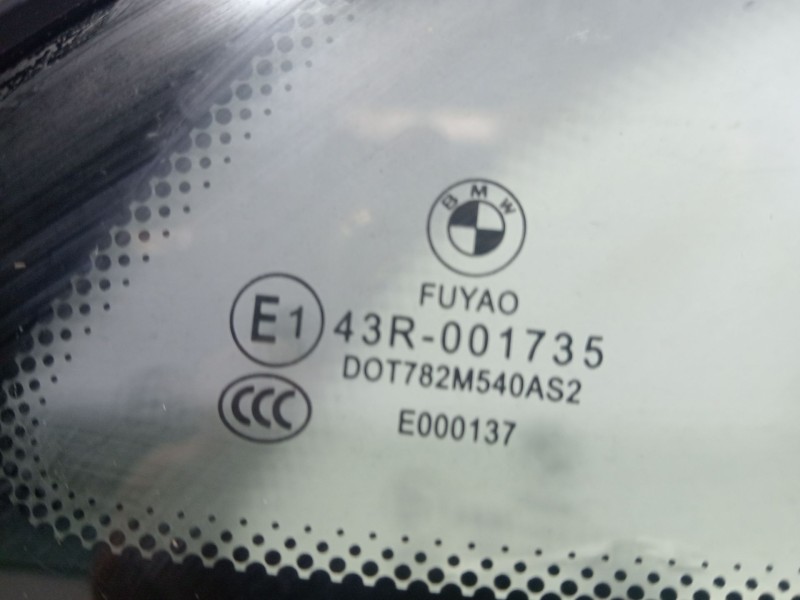 BMW
FUYAO
E1 43R-001735
DOT782M540AS2
CCC E000137